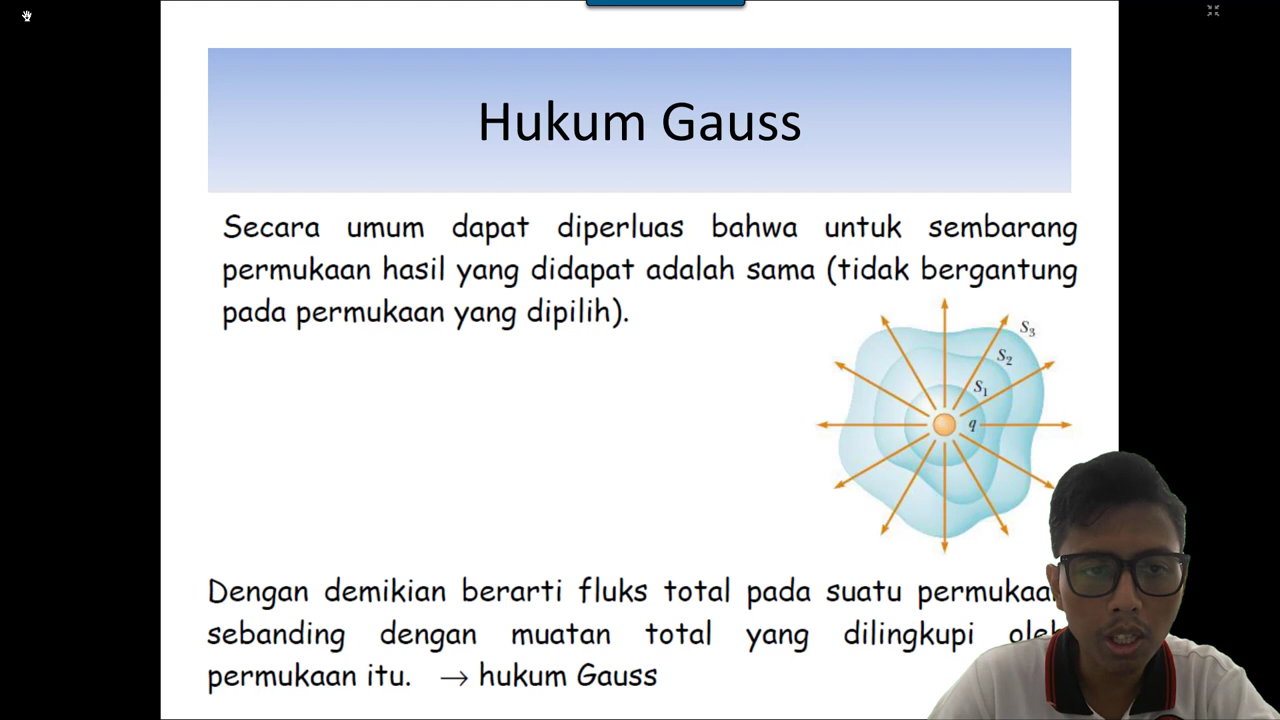 Hukum Gauss
Secara umum dapat diperluas bahwa untuk sembarang
permukaan hasil yang didapat adalah sama (tidak bergantung
pada permukaan yang dipilih).
S3
S2
S1
q
Dengan demikian berarti fluks total pada suatu permukaan
sebanding dengan muatan total yang dilingkupi oleh
permukaan itu. → hukum Gauss